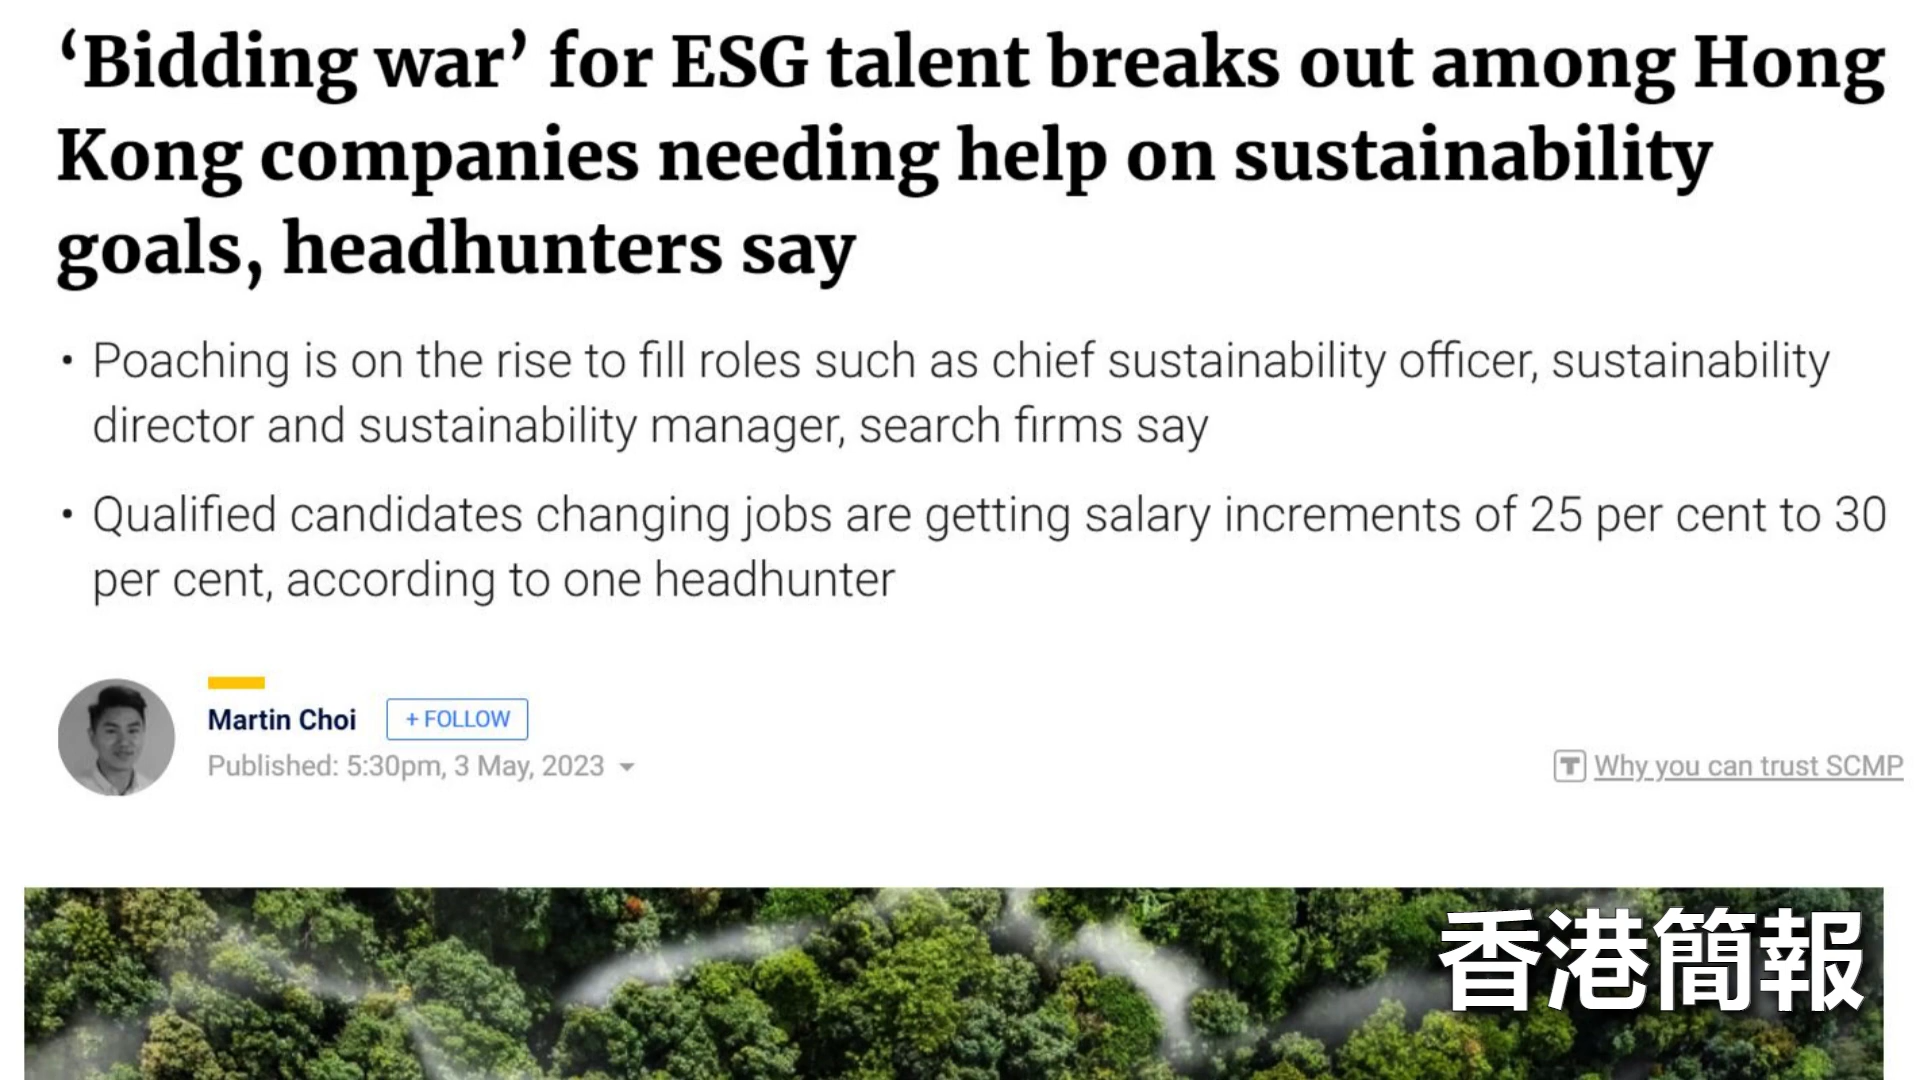 ‘Bidding war’ for ESG talent breaks out among Hong
Kong companies needing help on sustainability
goals, headhunters say
• Poaching is on the rise to fill roles such as chief sustainability officer, sustainability
director and sustainability manager, search firms say
• Qualified candidates changing jobs are getting salary increments of 25 per cent to 30
per cent, according to one headhunter
Martin Choi
+ FOLLOW
Published: 5:30pm, 3 May, 2023
T Why you can trust SCMP
香港簡報